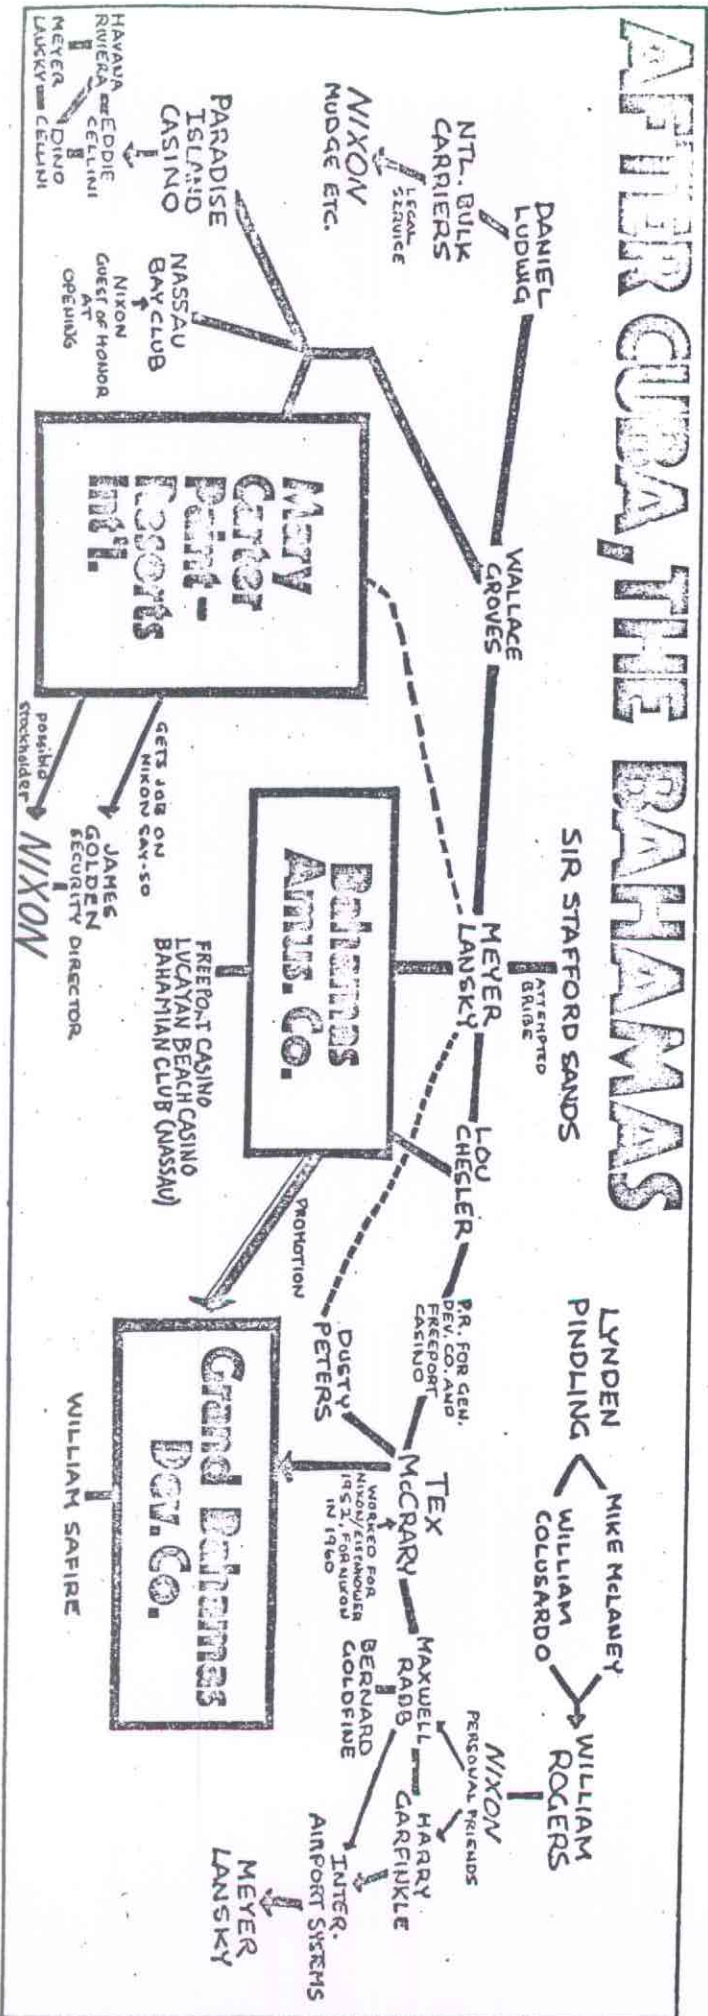 AFTER CUBA, THE BAHAMAS
DANIEL
LUDWIG
NTL. BULK
CARRIERS
LEGAL
SERVICE
NIXON
MUDGE ETC.
PARADISE
ISLAND
CASINO
HAVANA
RIVIERA
EDDIE
CELLINI
MEYER
LANSKY
DINO
CELLINI
NASSAU
BAY CLUB
NIXON
GUEST OF HONOR
AT
OPENING
WALLACE
GROVES
Mary
Carter
Paint-
Resorts
Int'l.
GETS JOB ON
NIXON SAY-SO
JAMES
GOLDEN
SECURITY DIRECTOR
possible
stockholder
NIXON
SIR STAFFORD SANDS
ATTEMPTED
BRIBE
MEYER
LANSKY
Bahamas
Amus. Co.
FREEPORT CASINO
LUCAYAN BEACH CASINO
BAHAMIAN CLUB (NASSAU)
LOU
CHESLER
PROMOTION
DUSTY
PETERS
P.R. FOR GEN.
DEV. CO. AND
FREEPORT
CASINO
TEX
McCRARY
WORKED FOR
NIXON/EISENHOWER
1952, FOR NIXON
IN 1960
Grand Bahamas
Dev. Co.
WILLIAM SAFIRE
LYNDEN
PINDLING
MIKE McLANEY
WILLIAM
COLUSARDO
WILLIAM
ROGERS
NIXON
PERSONAL FRIENDS
MAXWELL
RABB
BERNARD
GOLDFINE
HARRY
GARFINKLE
INTER.
AIRPORT SYSTEMS
MEYER
LANSKY